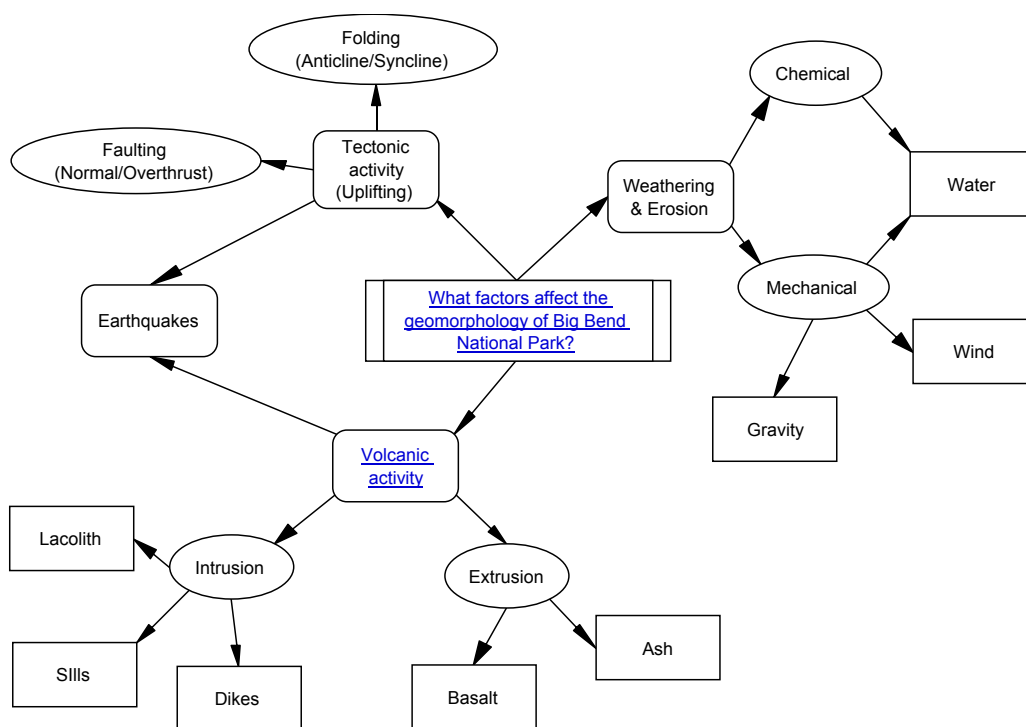 Folding
(Anticline/Syncline)
Chemical
Faulting
(Normal/Overthrust)
Tectonic
activity
(Uplifting)
Weathering
& Erosion
Water
What factors affect the
geomorphology of Big Bend
National Park?
Mechanical
Earthquakes
Wind
Gravity
Volcanic
activity
Lacolith
Intrusion
Extrusion
SIlls
Dikes
Basalt
Ash